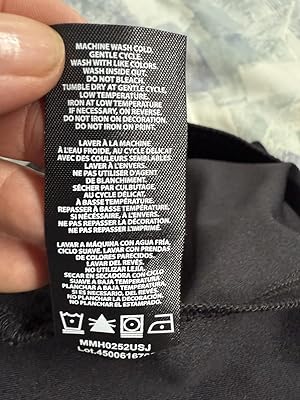 MACHINE WASH COLD,
GENTLE CYCLE.
WASH WITH LIKE COLORS.
WASH INSIDE OUT.
DO NOT BLEACH.
TUMBLE DRY AT GENTLE CYCLE,
LOW TEMPERATURE.
IRON AT LOW TEMPERATURE
IF NECESSARY, ON REVERSE.
DO NOT IRON ON DECORATION.
DO NOT IRON ON PRINT.
LAVER À LA MACHINE.
À L'EAU FROIDE, AU CYCLE DÉLICAT
AVEC DES COULEURS SEMBLABLES.
LAVER À L'ENVERS.
NE PAS UTILISER D'AGENT
DE BLANCHIMENT.
SÉCHER PAR CULBUTAGE,
AU CYCLE DÉLICAT,
À BASSE TEMPÉRATURE.
REPASSER À BASSE TEMPÉRATURE
SI NÉCESSAIRE, À L'ENVERS.
NE PAS REPASSER LA DÉCORATION.
NE PAS REPASSER L'IMPRIMÉ.
LAVAR A MÁQUINA CON AGUA FRÍA,
CICLO SUAVE. LAVAR CON PRENDAS
DE COLORES PARECIDOS.
LAVAR DEL REVÉS.
NO UTILIZAR LEJÍA.
SECAR EN SECADORA CON CICLO
SUAVE A BAJA TEMPERATURA.
PLANCHAR A BAJA TEMPERATURA
SI ES NECESARIO, DEL REVÉS.
NO PLANCHAR LA DECORACIÓN.
NO PLANCHAR EL ESTAMPADO.
MMH0252USJ
Lot.45006167